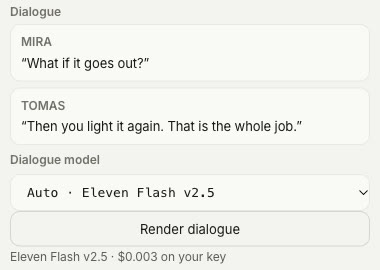 Dialogue
MIRA
“What if it goes out?”
TOMAS
“Then you light it again. That is the whole job.”
Dialogue model
Auto · Eleven Flash v2.5
Render dialogue
Eleven Flash v2.5 · $0.003 on your key